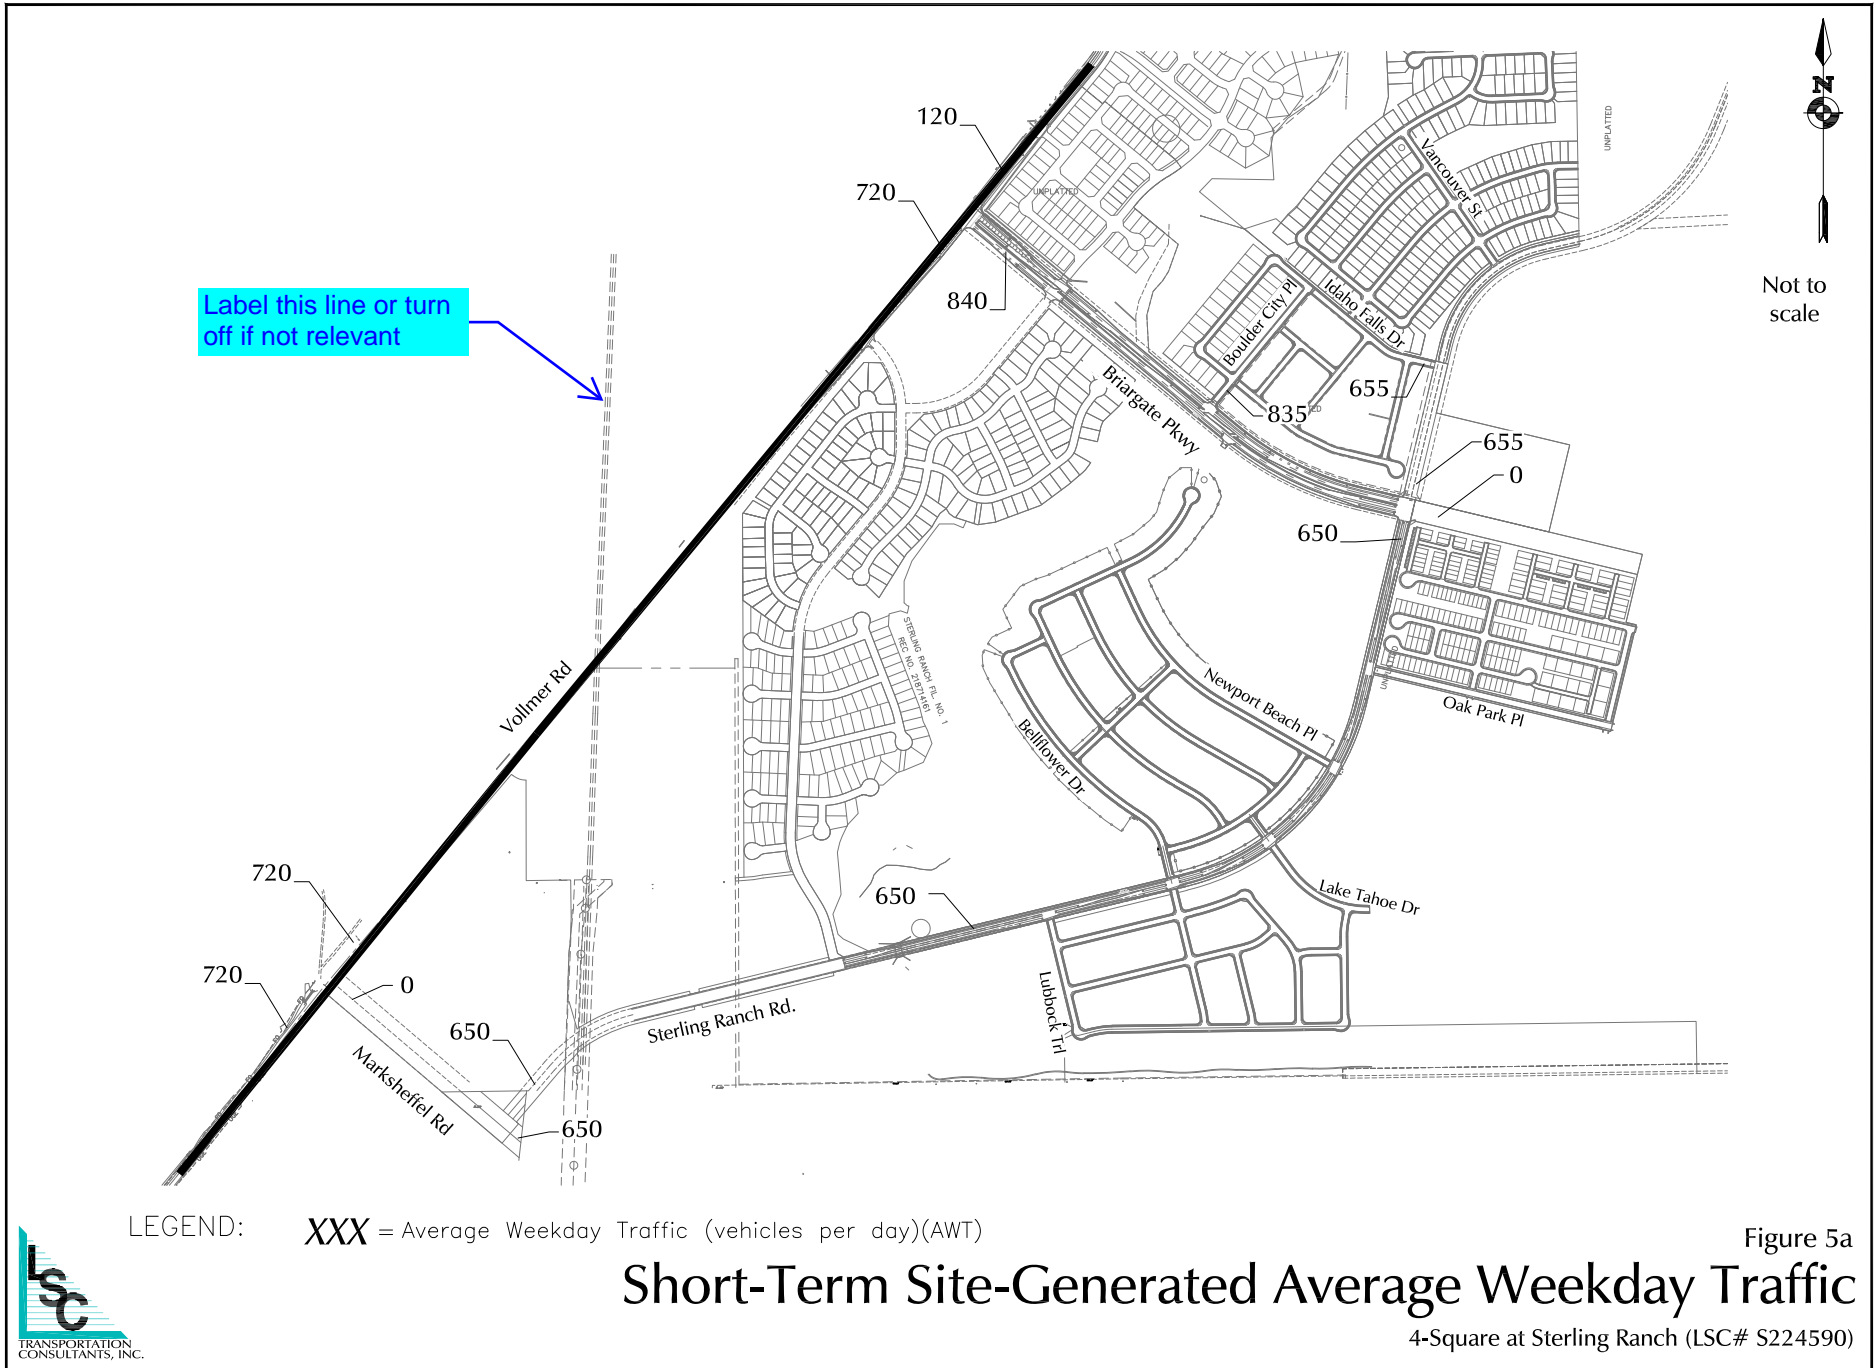 120
720
N
UNPLATTED
UNPLATTED
Vancouver St
Label this line or turn
off if not relevant
840
Boulder City Pl
Idaho Falls Dr
Not to
scale
Briargate Pkwy
655
835
655
0
650
STERLING RANCH FIL. NO. 1
REC NO. 218714161
Vollmer Rd
Newport Beach Pl
Oak Park Pl
Bellflower Dr
720
650
Lake Tahoe Dr
720
0
Lubbock Trl
650
Sterling Ranch Rd.
Marksheffel Rd
650
LEGEND: XXX = Average Weekday Traffic (vehicles per day)(AWT)
Figure 5a
Short-Term Site-Generated Average Weekday Traffic
4-Square at Sterling Ranch (LSC# S224590)
LSC
TRANSPORTATION
CONSULTANTS, INC.